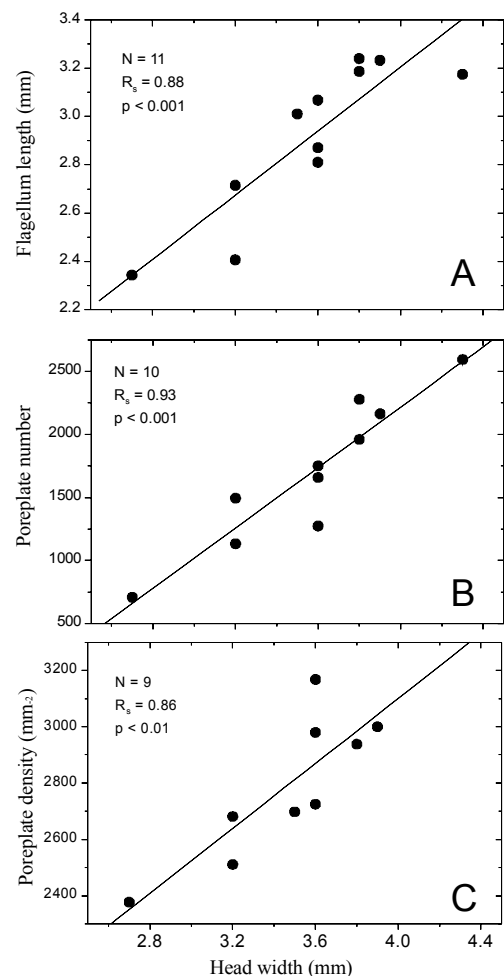 3.4
3.2
3.0
2.8
2.6
2.4
2.2
Flagellum length (mm)
N = 11
Rs = 0.88
p < 0.001
A
2500
2000
1500
1000
500
Poreplate number
N = 10
Rs = 0.93
p < 0.001
B
3200
3000
2800
2600
2400
Poreplate density (mm-2)
N = 9
Rs = 0.86
p < 0.01
C
2.8 3.2 3.6 4.0 4.4
Head width (mm)